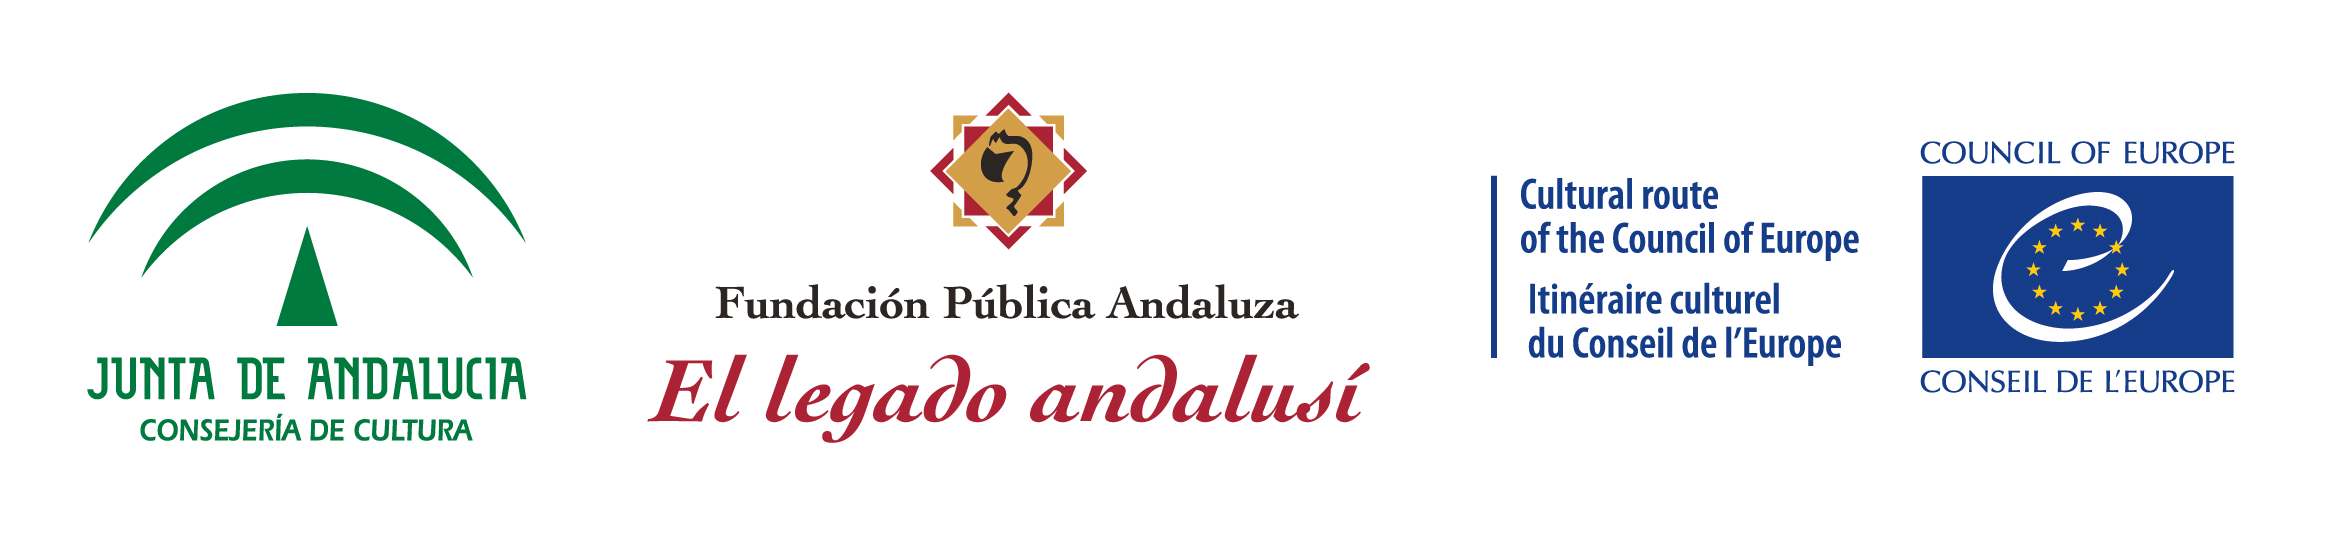 JUNTA DE ANDALUCIA
CONSEJERÍA DE CULTURA
Fundación Pública Andaluza
El legado andalusí
Cultural route
of the Council of Europe
Itinéraire culturel
du Conseil de l'Europe
COUNCIL OF EUROPE
CONSEIL DE L'EUROPE